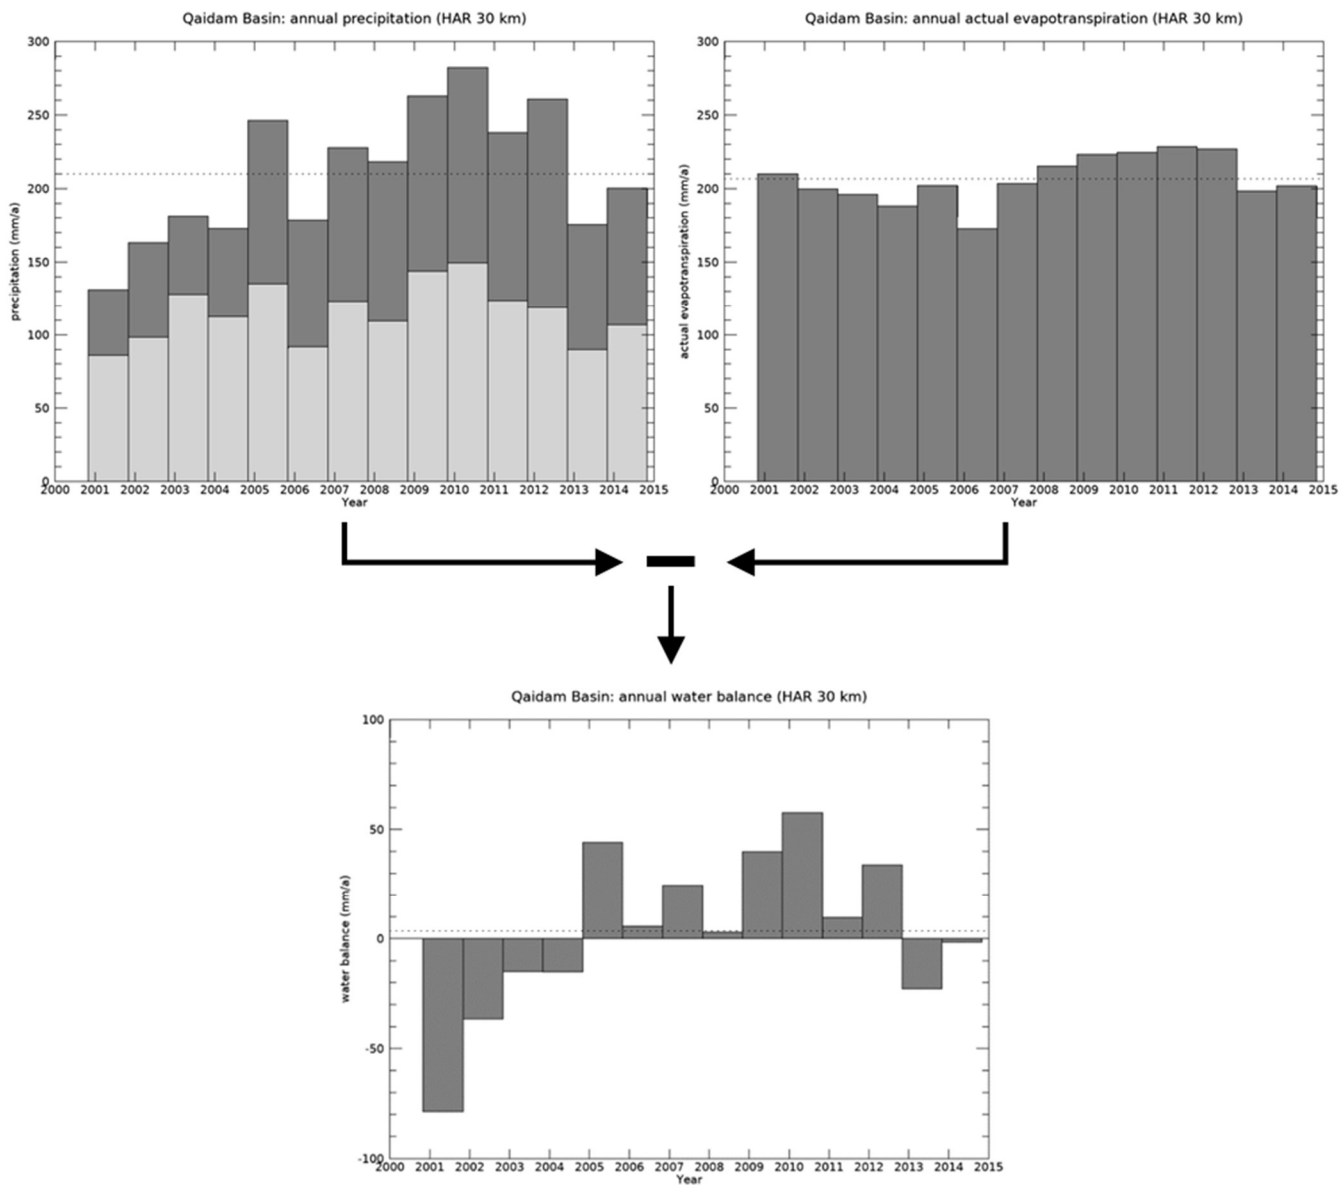 Qaidam Basin: annual precipitation (HAR 30 km)
300
250
200
150
100
50
0
precipitation (mm/a)
2000 2001 2002 2003 2004 2005 2006 2007 2008 2009 2010 2011 2012 2013 2014 2015
Year
Qaidam Basin: annual actual evapotranspiration (HAR 30 km)
300
250
200
150
100
50
0
actual evapotranspiration (mm/a)
2000 2001 2002 2003 2004 2005 2006 2007 2008 2009 2010 2011 2012 2013 2014 2015
Year
Qaidam Basin: annual water balance (HAR 30 km)
100
50
0
-50
-100
water balance (mm/a)
2000 2001 2002 2003 2004 2005 2006 2007 2008 2009 2010 2011 2012 2013 2014 2015
Year